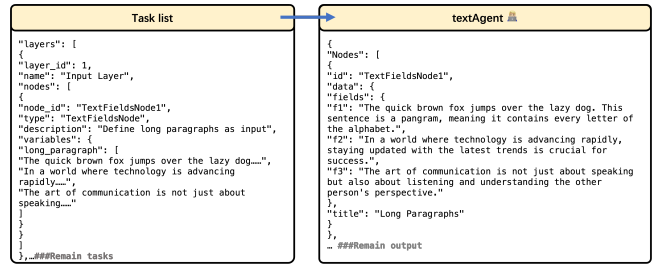 Task list
"layers": [
{
"layer_id": 1,
"name": "Input Layer",
"nodes": [
{
"node_id": "TextFieldsNode1",
"type": "TextFieldsNode",
"description": "Define long paragraphs as input",
"variables": {
"long_paragraph": [
"The quick brown fox jumps over the lazy dog……",
"In a world where technology is advancing
rapidly……",
"The art of communication is not just about
speaking……"
]
}
}
]
},…###Remain tasks
textAgent
{
"Nodes": [
{
"id": "TextFieldsNode1",
"data": {
"fields": {
"f1": "The quick brown fox jumps over the lazy dog. This
sentence is a pangram, meaning it contains every letter of
the alphabet.",
"f2": "In a world where technology is advancing rapidly,
staying updated with the latest trends is crucial for
success.",
"f3": "The art of communication is not just about speaking
but also about listening and understanding the other
person's perspective."
},
"title": "Long Paragraphs"
}
},
… ###Remain output